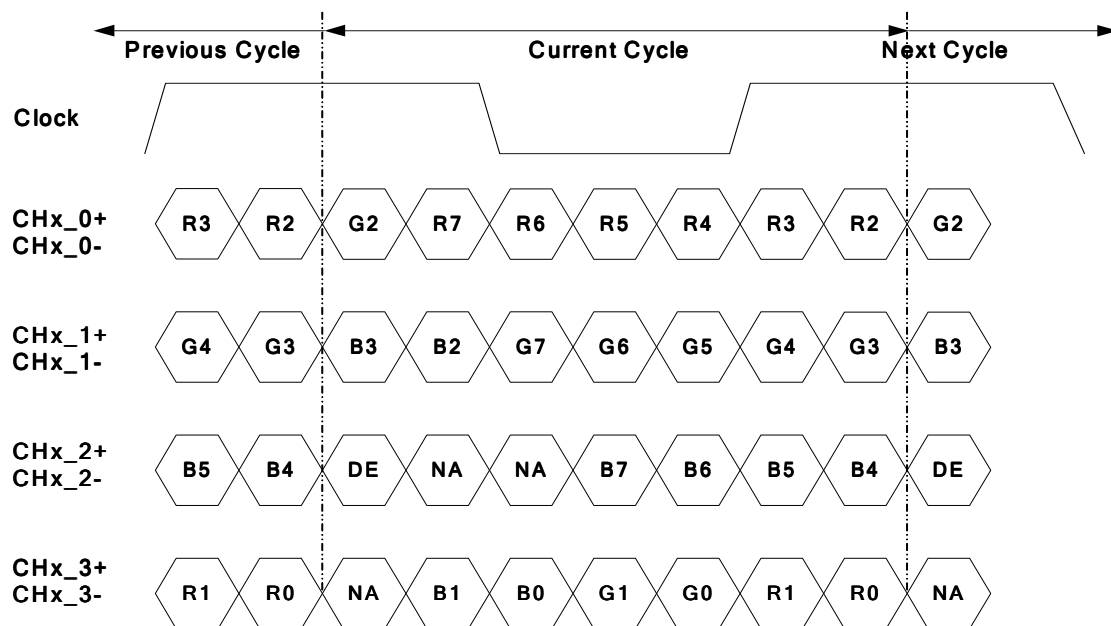 Previous Cycle Current Cycle Next Cycle
Clock
CHx_0+
CHx_0-
R3 R2 G2 R7 R6 R5 R4 R3 R2 G2
CHx_1+
CHx_1-
G4 G3 B3 B2 G7 G6 G5 G4 G3 B3
CHx_2+
CHx_2-
B5 B4 DE NA NA B7 B6 B5 B4 DE
CHx_3+
CHx_3-
R1 R0 NA B1 B0 G1 G0 R1 R0 NA